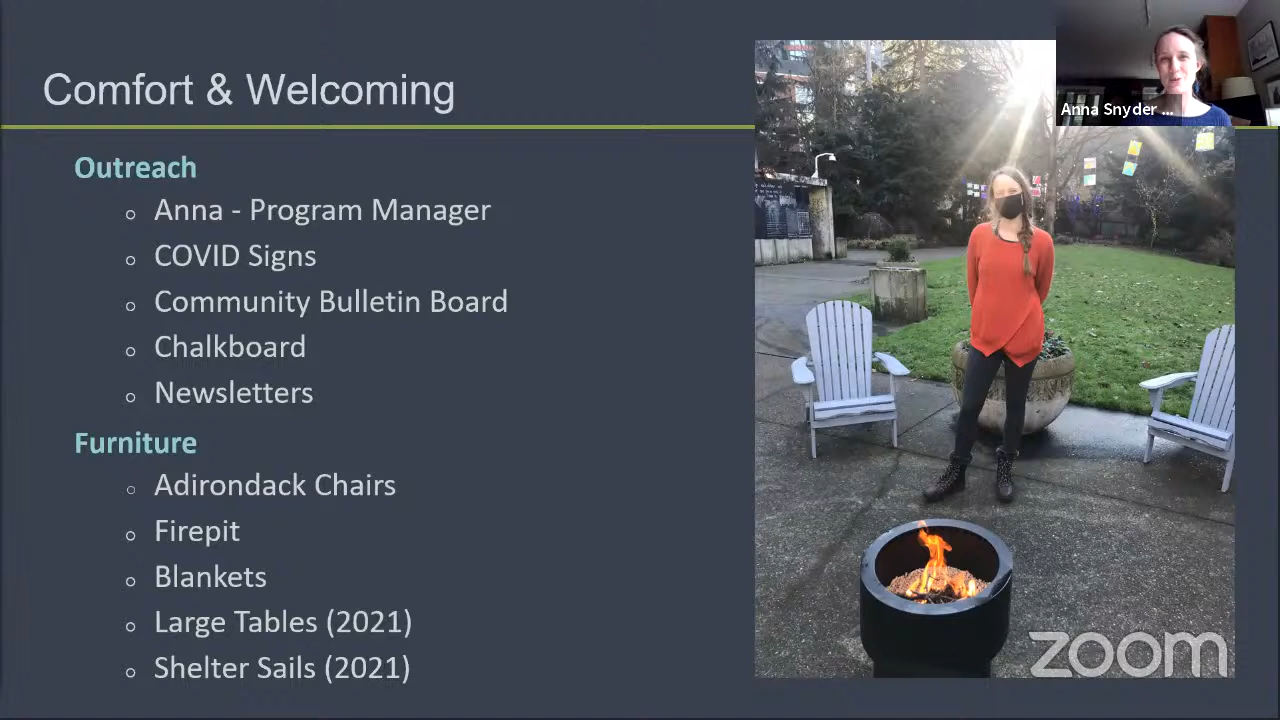 Comfort & Welcoming
Anna Snyder ...
Outreach
Anna - Program Manager
COVID Signs
Community Bulletin Board
Chalkboard
Newsletters
Furniture
Adirondack Chairs
Firepit
Blankets
Large Tables (2021)
Shelter Sails (2021)
zoom